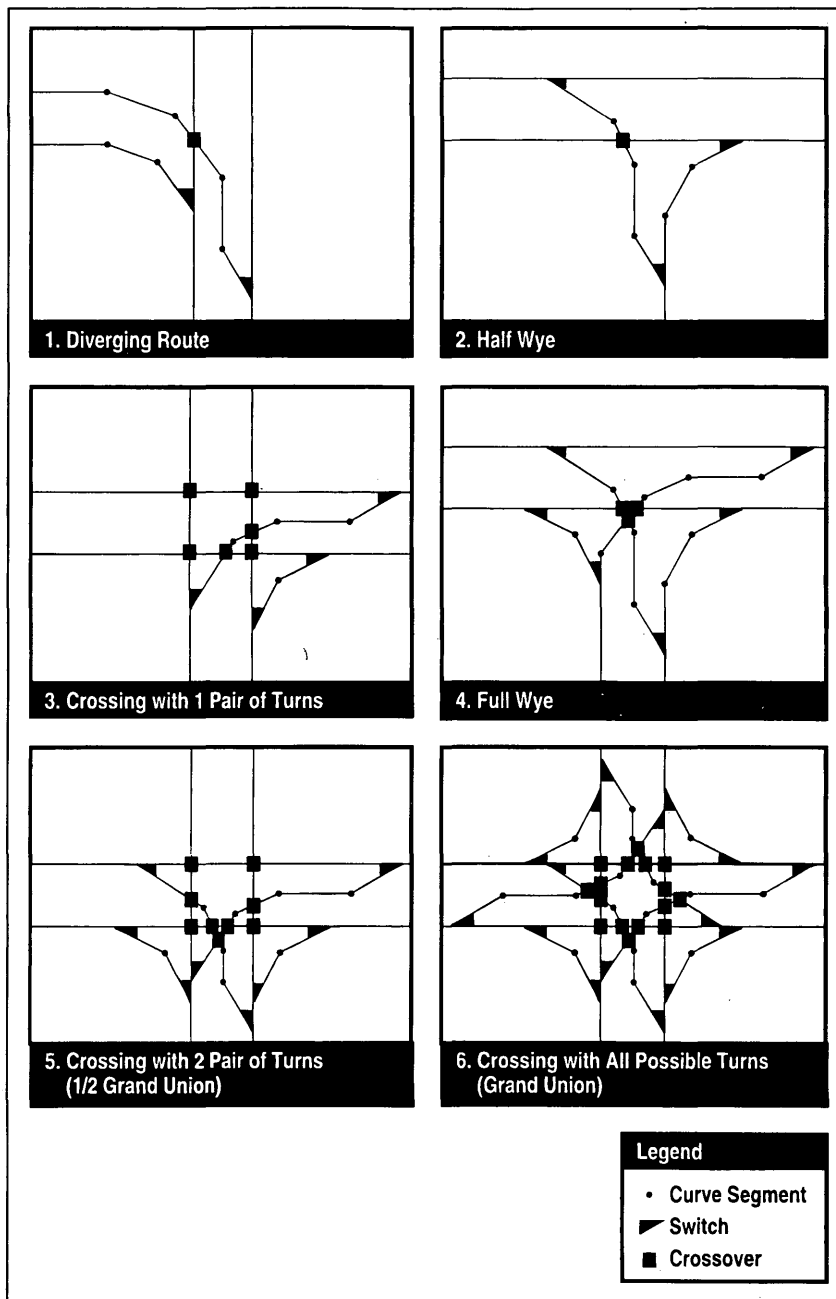 1. Diverging Route
2. Half Wye
3. Crossing with 1 Pair of Turns
4. Full Wye
5. Crossing with 2 Pair of Turns
(1/2 Grand Union)
6. Crossing with All Possible Turns
(Grand Union)
Legend
Curve Segment
Switch
Crossover